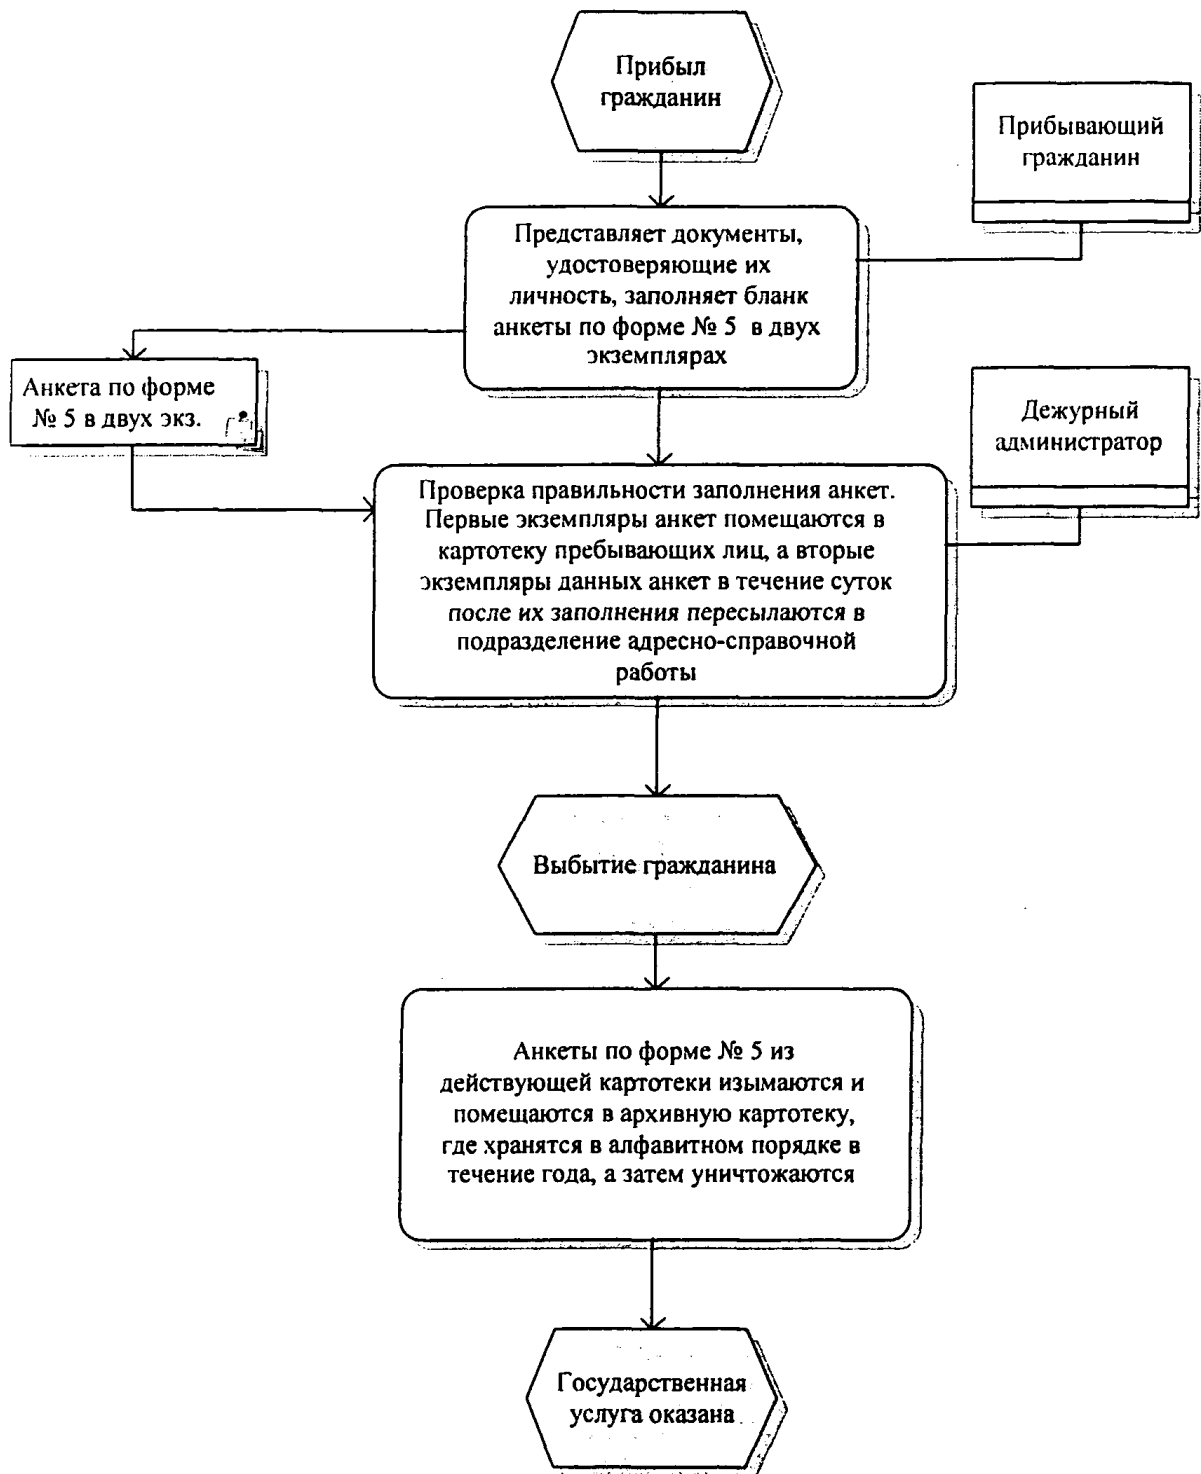 Прибыл
гражданин
Прибывающий
гражданин
Представляет документы,
удостоверяющие их
личность, заполняет бланк
анкеты по форме № 5 в двух
экземплярах
Анкета по форме
№ 5 в двух экз.
Дежурный
администратор
Проверка правильности заполнения анкет.
Первые экземпляры анкет помещаются в
картотеку пребывающих лиц, а вторые
экземпляры данных анкет в течение суток
после их заполнения пересылаются в
подразделение адресно-справочной
работы
Выбытие гражданина
Анкеты по форме № 5 из
действующей картотеки изымаются и
помещаются в архивную картотеку,
где хранятся в алфавитном порядке в
течение года, а затем уничтожаются
Государственная
услуга оказана